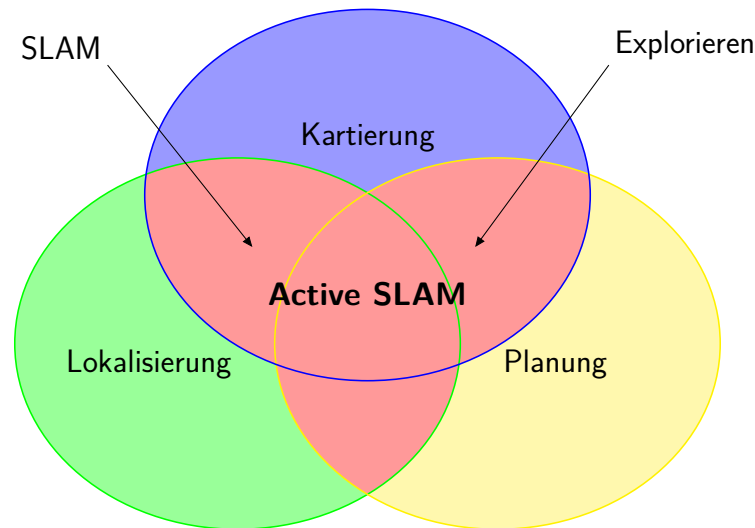 SLAM
Explorieren
Kartierung
Active SLAM
Lokalisierung
Planung